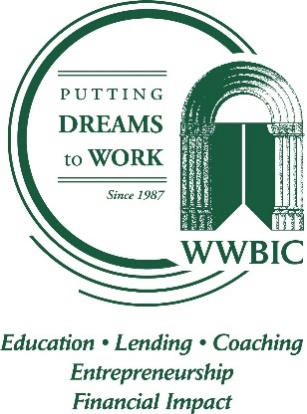 PUTTING
DREAMS
to WORK
Since 1987
WWBIC
Education • Lending • Coaching
Entrepreneurship
Financial Impact